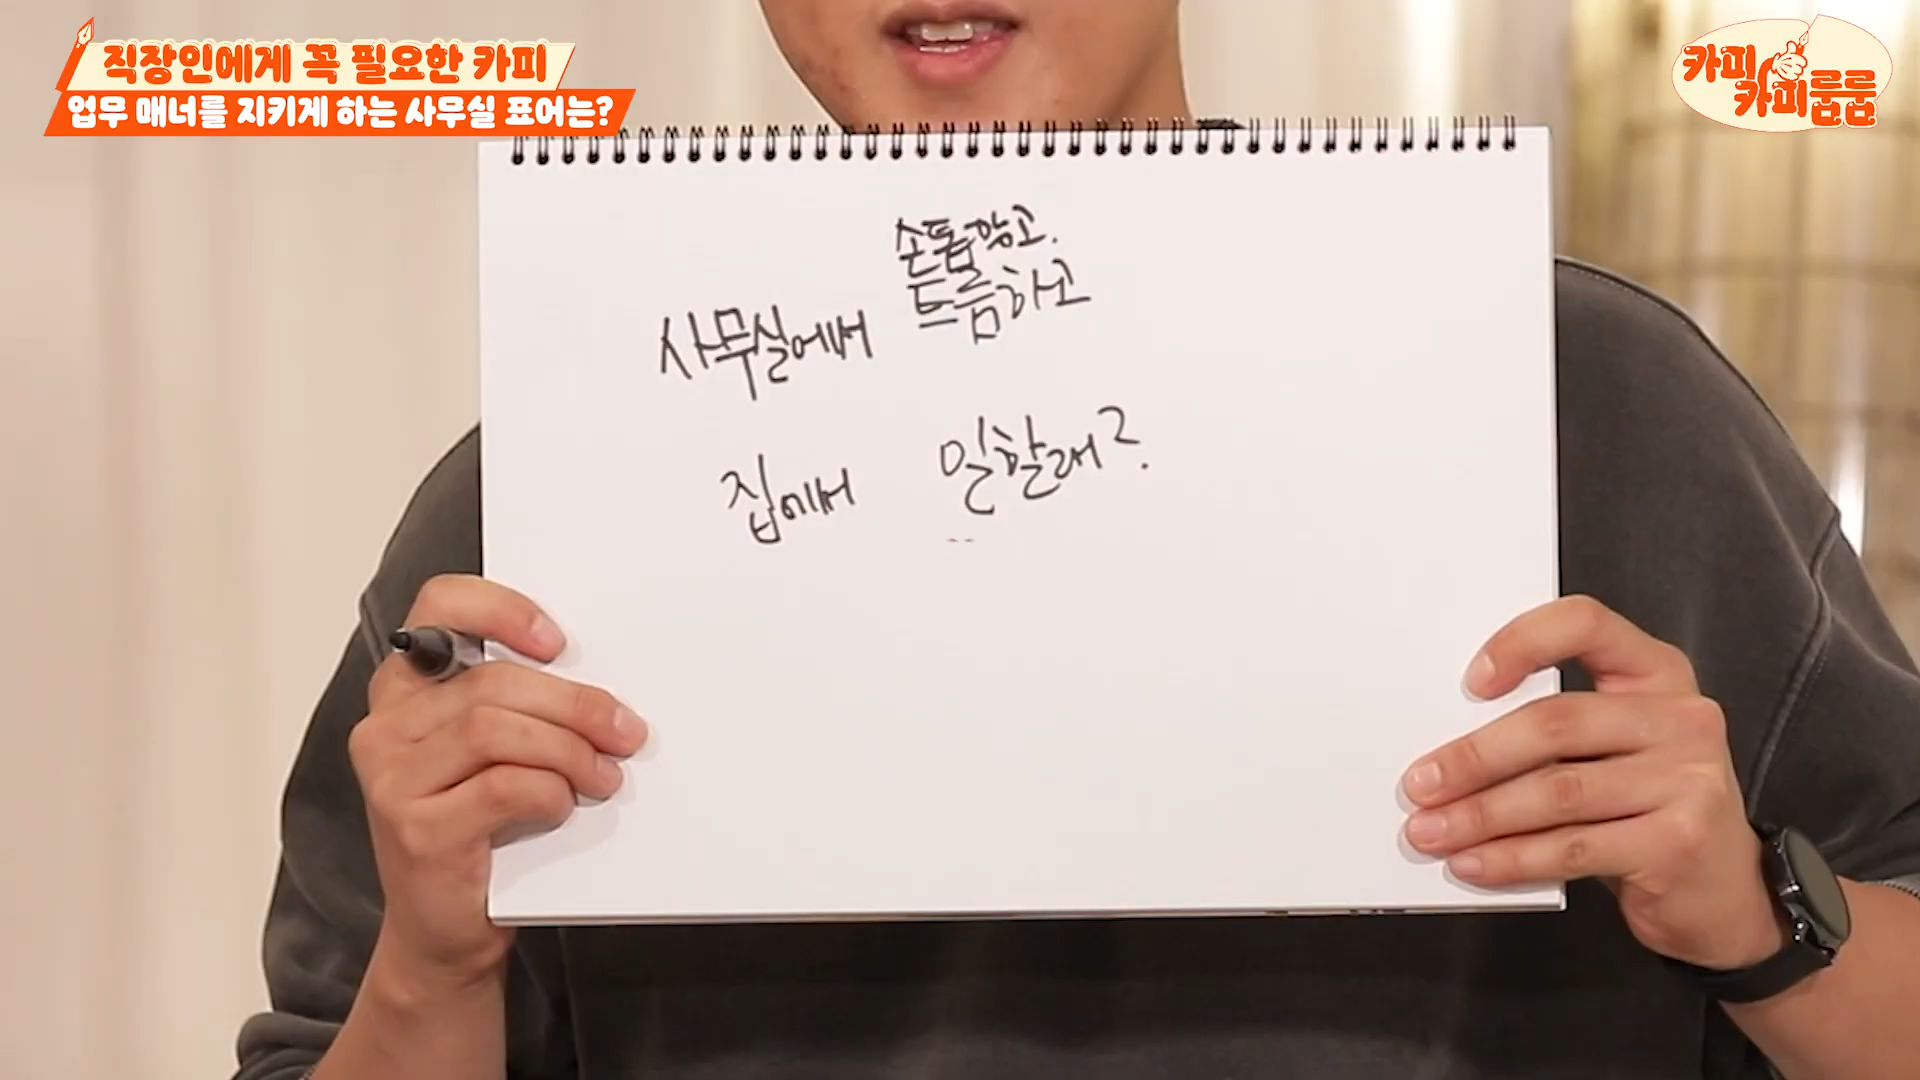 직장인에게 꼭 필요한 카피
업무 매너를 지키게 하는 사무실 표어는?
카피
카피룹룹
손톱깎고.
사무실에서 트름하고
집에서 일할래?